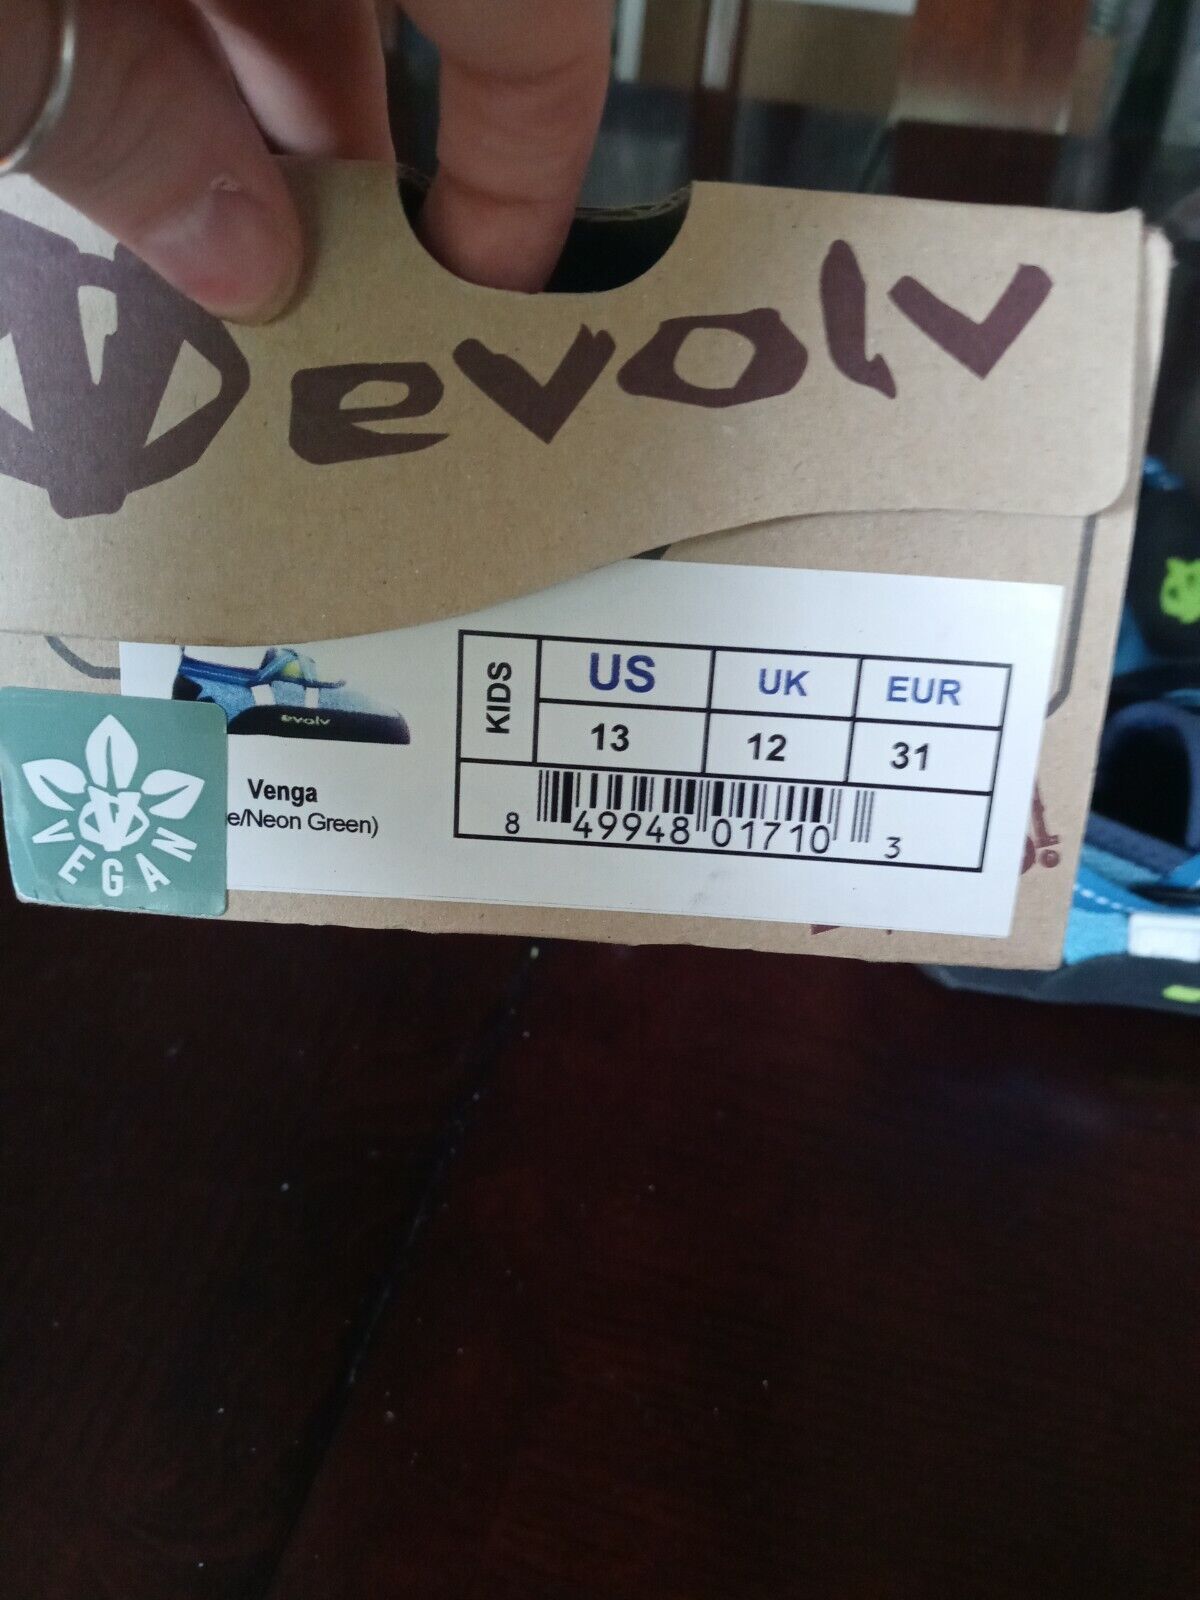 evolv
evolv
KIDS
US UK EUR
13 12 31
Venga
e/Neon Green)
8 49948 01710 3
VEGAN